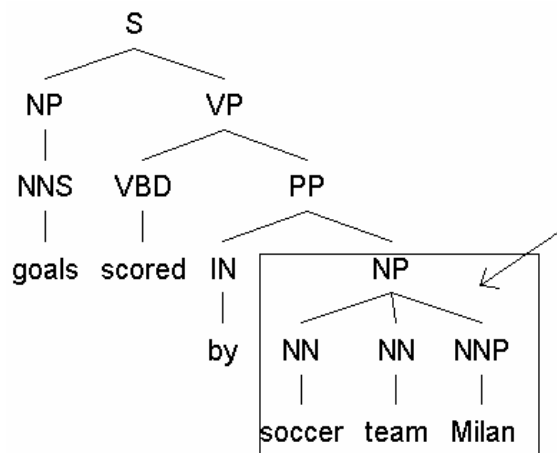 S
NP VP
NNS VBD PP
goals scored IN NP
by NN NN NNP
soccer team Milan